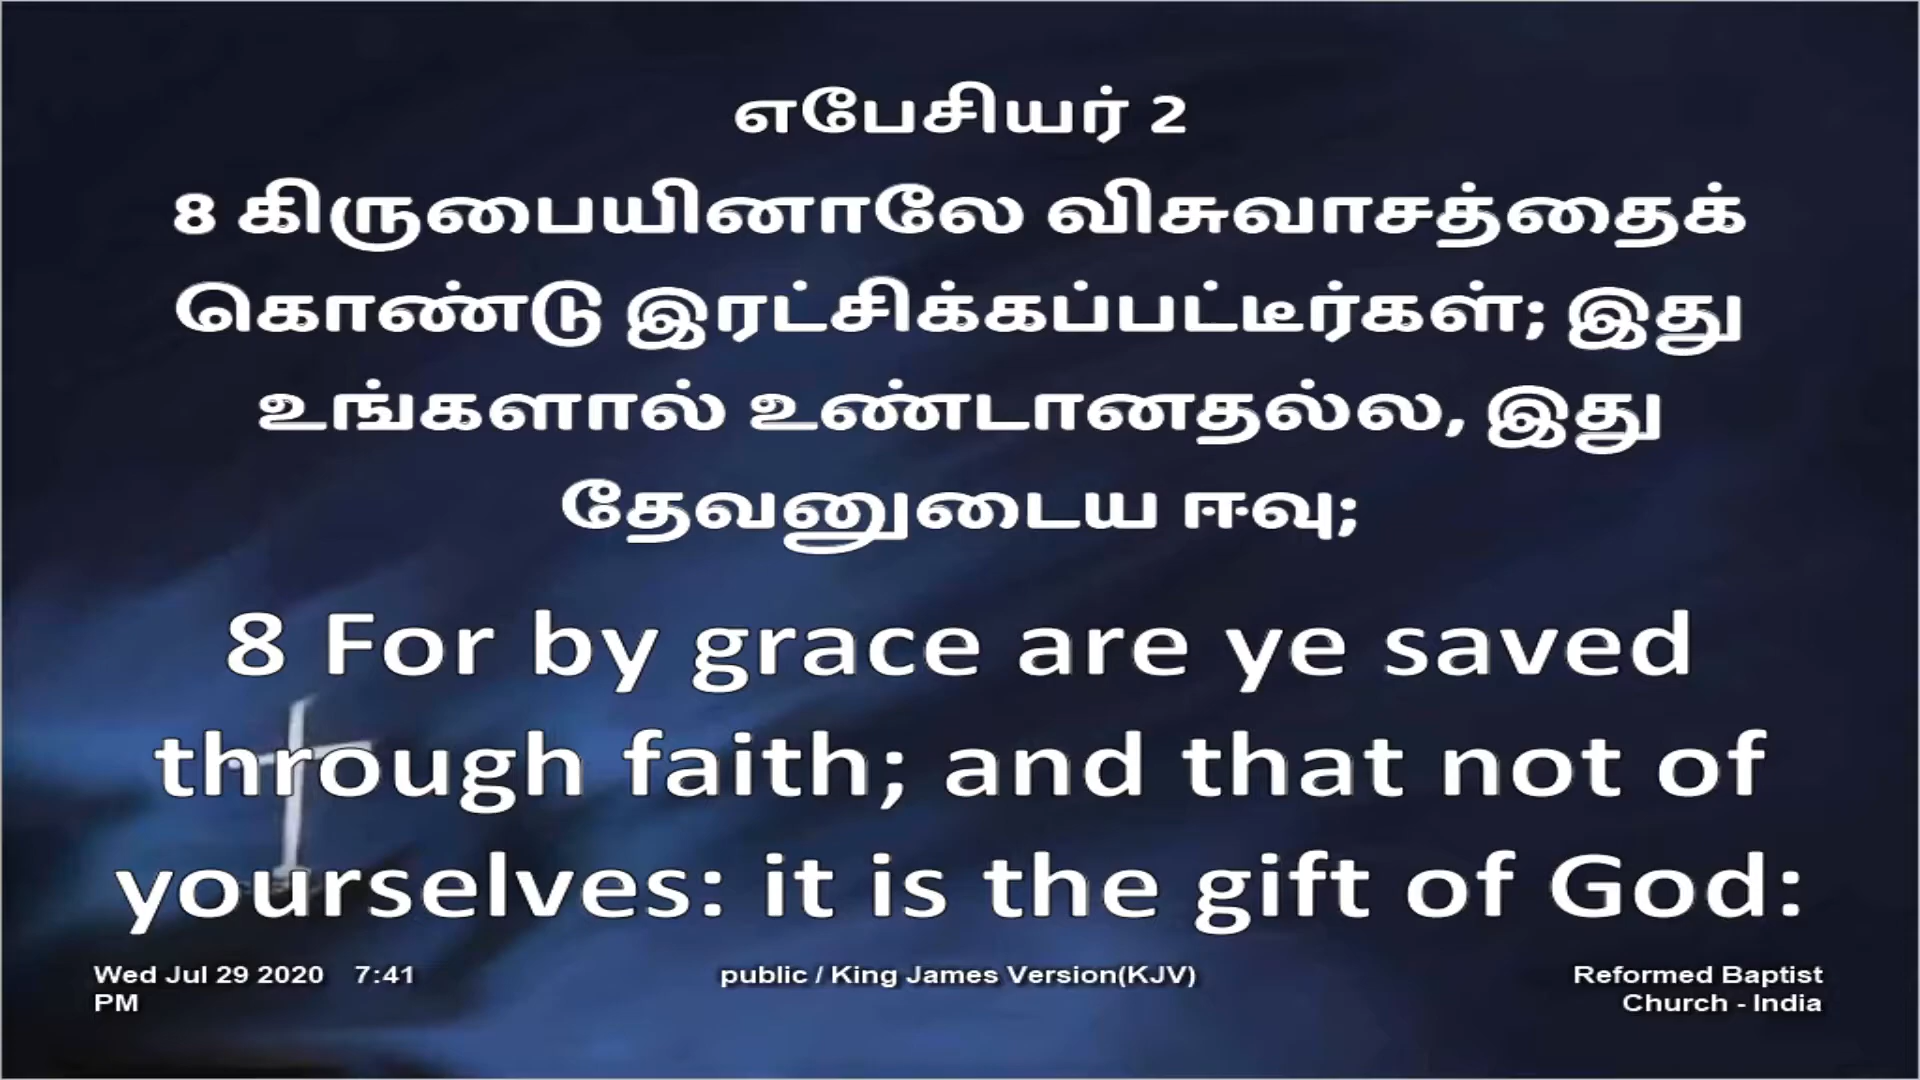 எபேசியர் 2
8 கிருபையினாலே விசுவாசத்தைக்
கொண்டு இரட்சிக்கப்பட்டீர்கள்; இது
உங்களால் உண்டானதல்ல, இது
தேவனுடைய ஈவு;
8 For by grace are ye saved
through faith; and that not of
yourselves: it is the gift of God:
Wed Jul 29 2020 7:41
PM
public / King James Version(KJV)
Reformed Baptist
Church - India